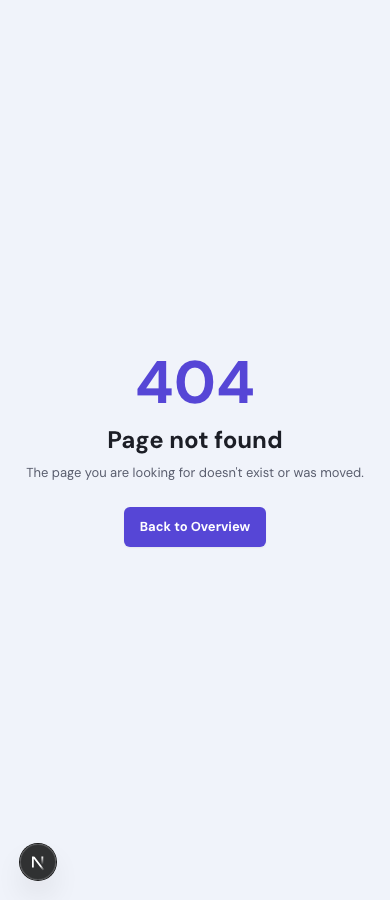 404
Page not found
The page you are looking for doesn't exist or was moved.
Back to Overview
N